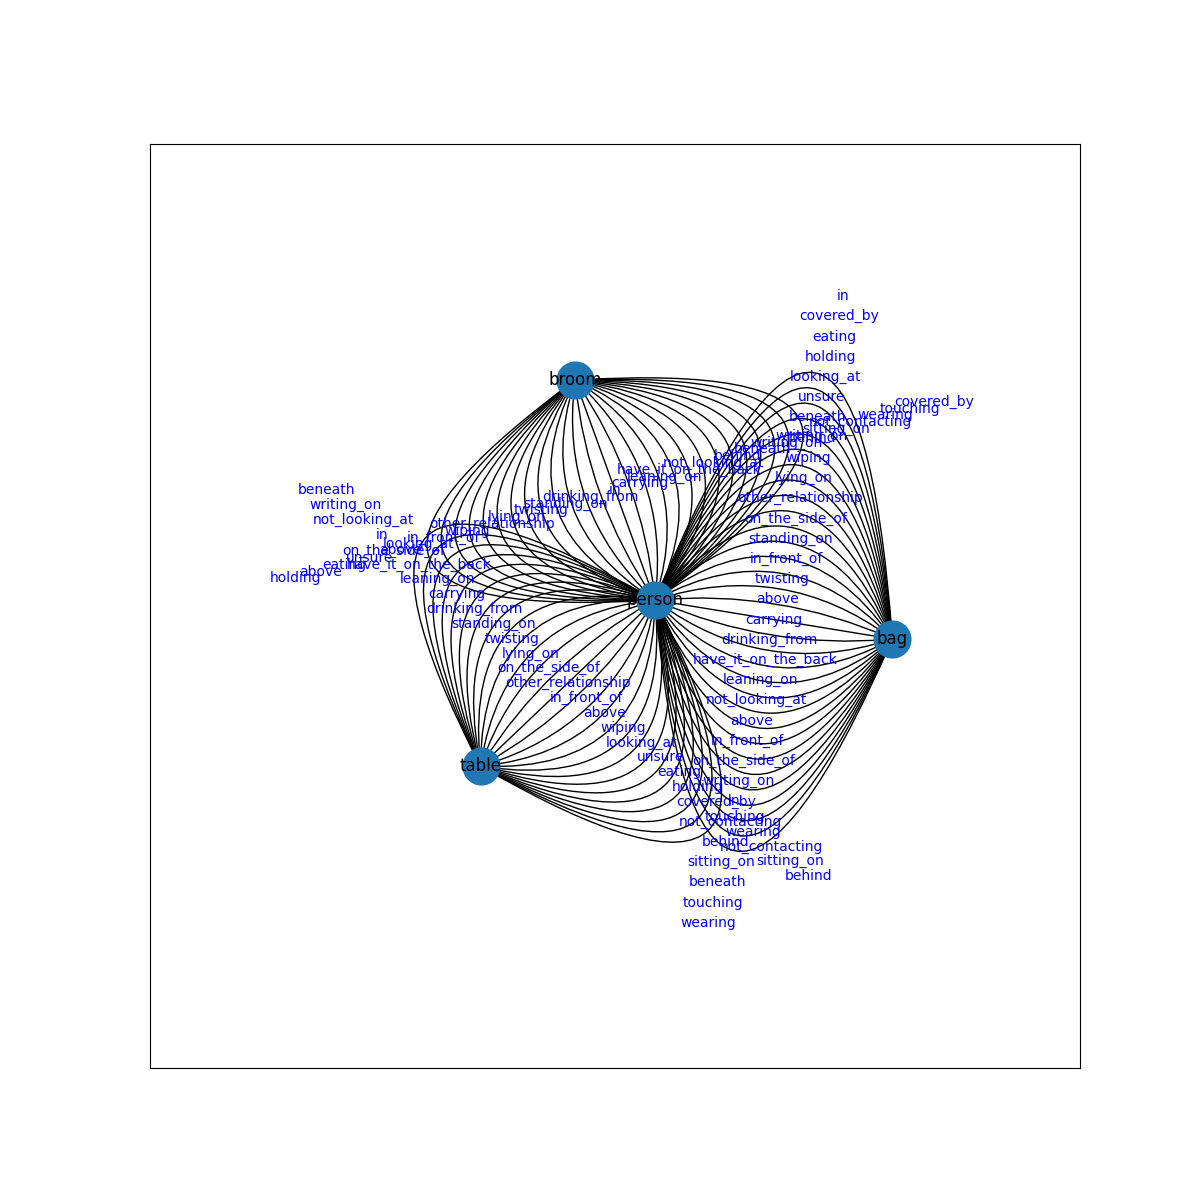 in
covered_by
eating
holding
looking_at
unsure
covered_by
touching
beneath
wearing
not_contacting
sitting_on
broom
writing_on
beneath
behind
wiping
not_looking_at
have_it_on_the_back
leaning_on
lying_on
carrying
in
drinking_from
other_relationship
standing_on
twisting
lying_on
on_the_side_of
other_relationship
wiping
beneath
writing_on
not_looking_at
in
in_front_of
looking_at
above
on_the_side_of
unsure
eating
have_it_on_the_back
above
holding
leaning_on
carrying
drinking_from
standing_on
twisting
lying_on
on_the_side_of
other_relationship
in_front_of
above
wiping
looking_at
unsure
eating
holding
covered_by
touching
wearing
not_contacting
sitting_on
behind
person
bag
table
standing_on
in_front_of
twisting
above
carrying
drinking_from
have_it_on_the_back
leaning_on
not_looking_at
above
in_front_of
on_the_side_of
writing_on
in
not_contacting
behind
sitting_on
beneath
touching
wearing